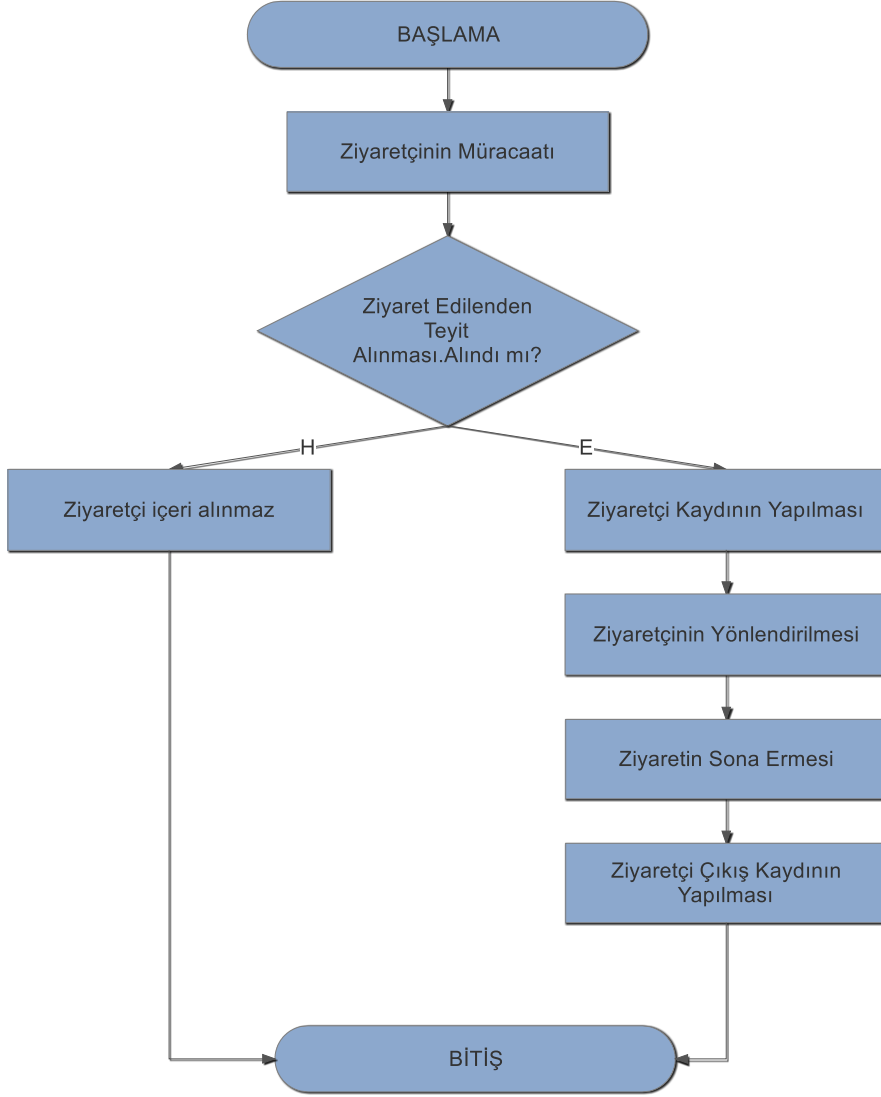 BAŞLAMA
Ziyaretçinin Müracaatı
Ziyaret Edilenden
Teyit
Alınması.Alındı mı?
H
E
Ziyaretçi içeri alınmaz
Ziyaretçi Kaydının Yapılması
Ziyaretçinin Yönlendirilmesi
Ziyaretin Sona Ermesi
Ziyaretçi Çıkış Kaydının
Yapılması
BİTİŞ